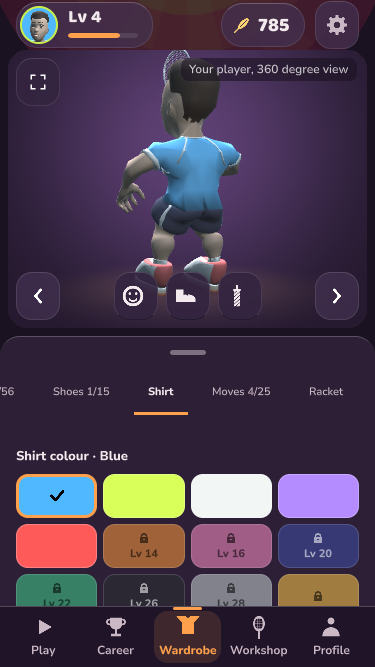 Lv 4
785
Your player, 360 degree view
/56
Shoes 1/15
Shirt
Moves 4/25
Racket
Shirt colour · Blue
Lv 14
Lv 16
Lv 20
Lv 22
Lv 26
Lv 28
Play
Career
Wardrobe
Workshop
Profile